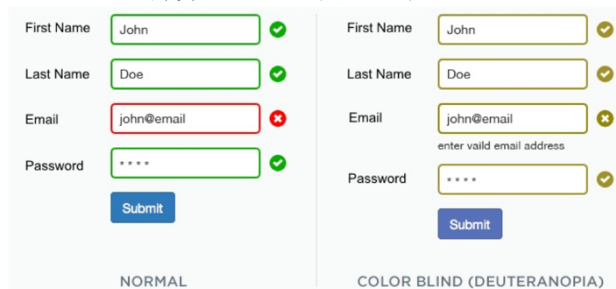 First Name John
Last Name Doe
Email john@email
Password * * * *
Submit
NORMAL
First Name John
Last Name Doe
Email john@email
enter vaild email address
Password * * * *
Submit
COLOR BLIND (DEUTERANOPIA)